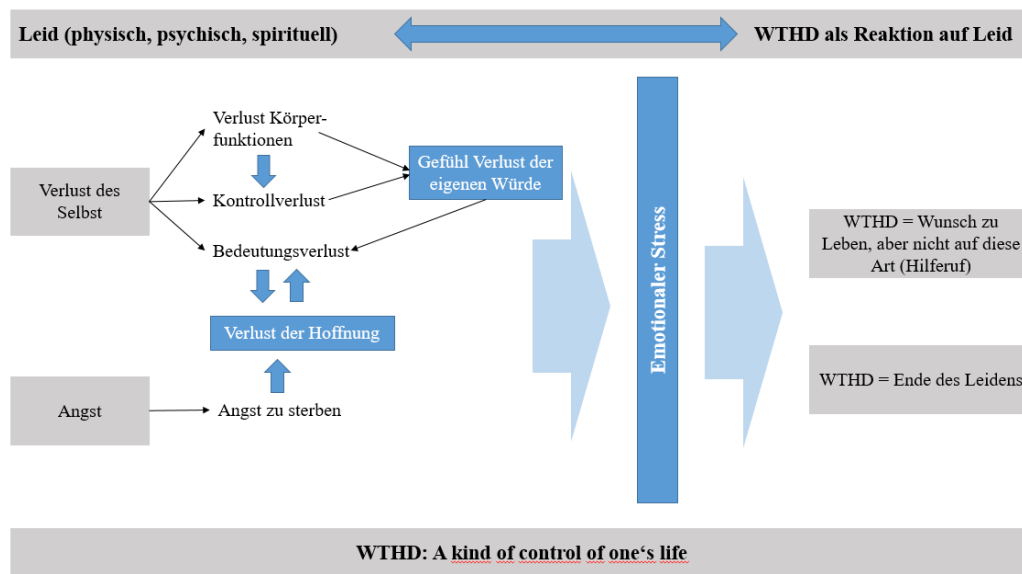 Leid (physisch, psychisch, spirituell)
WTHD als Reaktion auf Leid
Verlust Körper-
funktionen
Gefühl Verlust der
eigenen Würde
Verlust des
Selbst
Kontrollverlust
Bedeutungsverlust
Verlust der Hoffnung
Angst
Angst zu sterben
Emotionaler Stress
WTHD = Wunsch zu
Leben, aber nicht auf diese
Art (Hilferuf)
WTHD = Ende des Leidens
WTHD: A kind of control of one‘s life